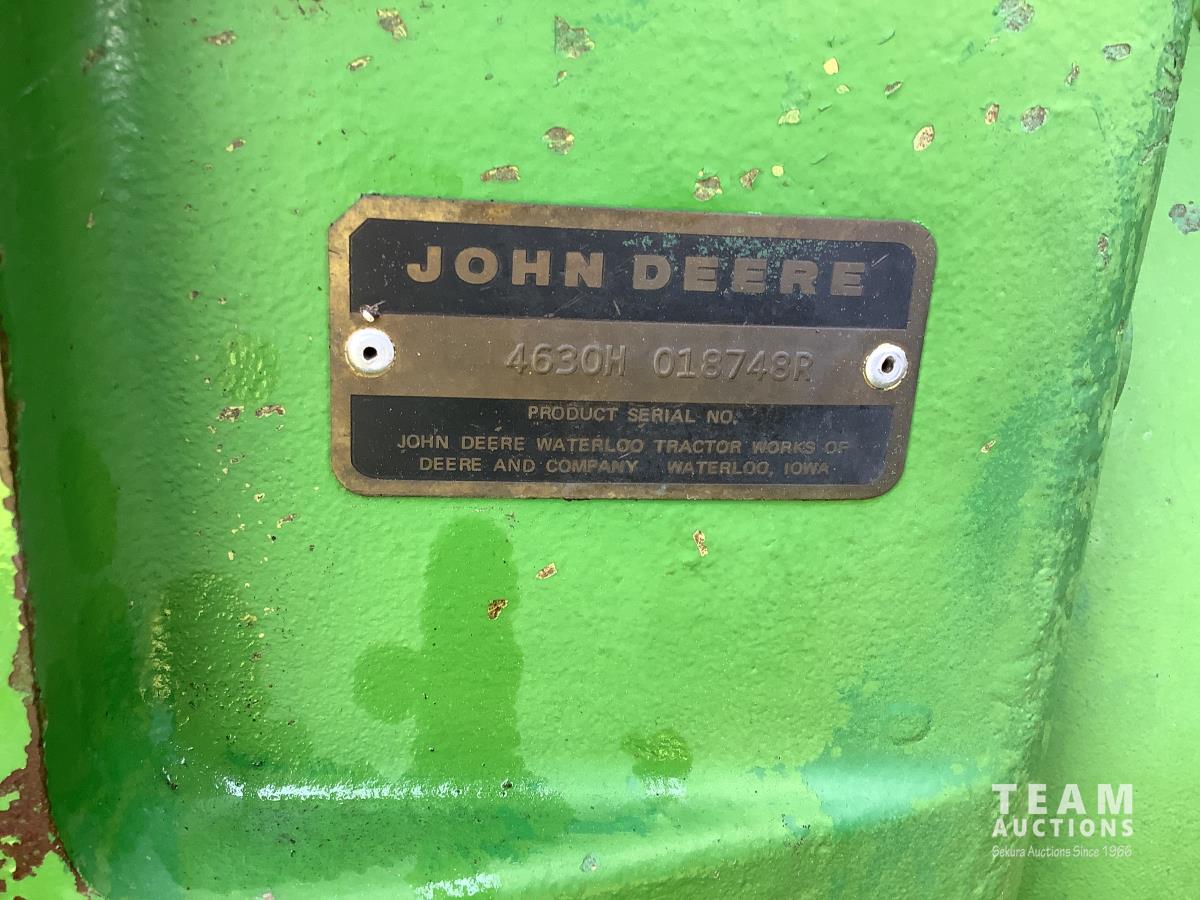 JOHN DEERE
4630H 018748R
PRODUCT SERIAL NO.
JOHN DEERE WATERLOO TRACTOR WORKS OF
DEERE AND COMPANY WATERLOO, IOWA
TEAM
AUCTIONS
Sekura Auctions Since 1966